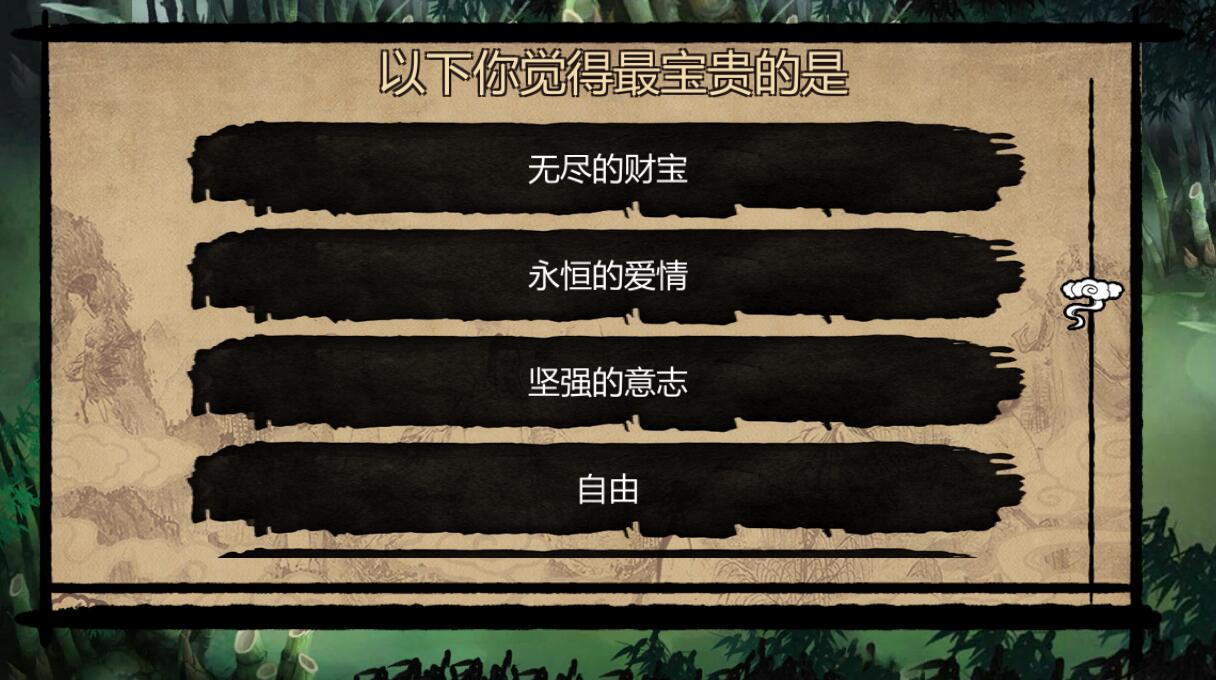 以下你觉得最宝贵的是
无尽的财宝
永恒的爱情
坚强的意志
自由